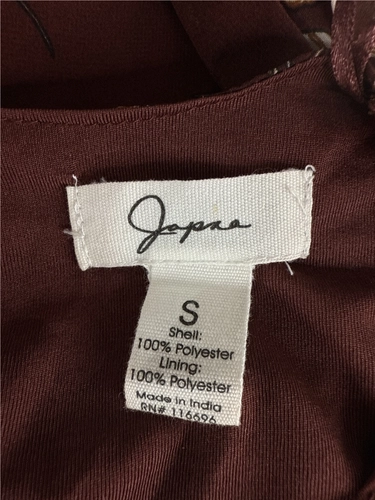 Japna
S
Shell:
100% Polyester
Lining:
100% Polyester
Made in India
RN# 116696